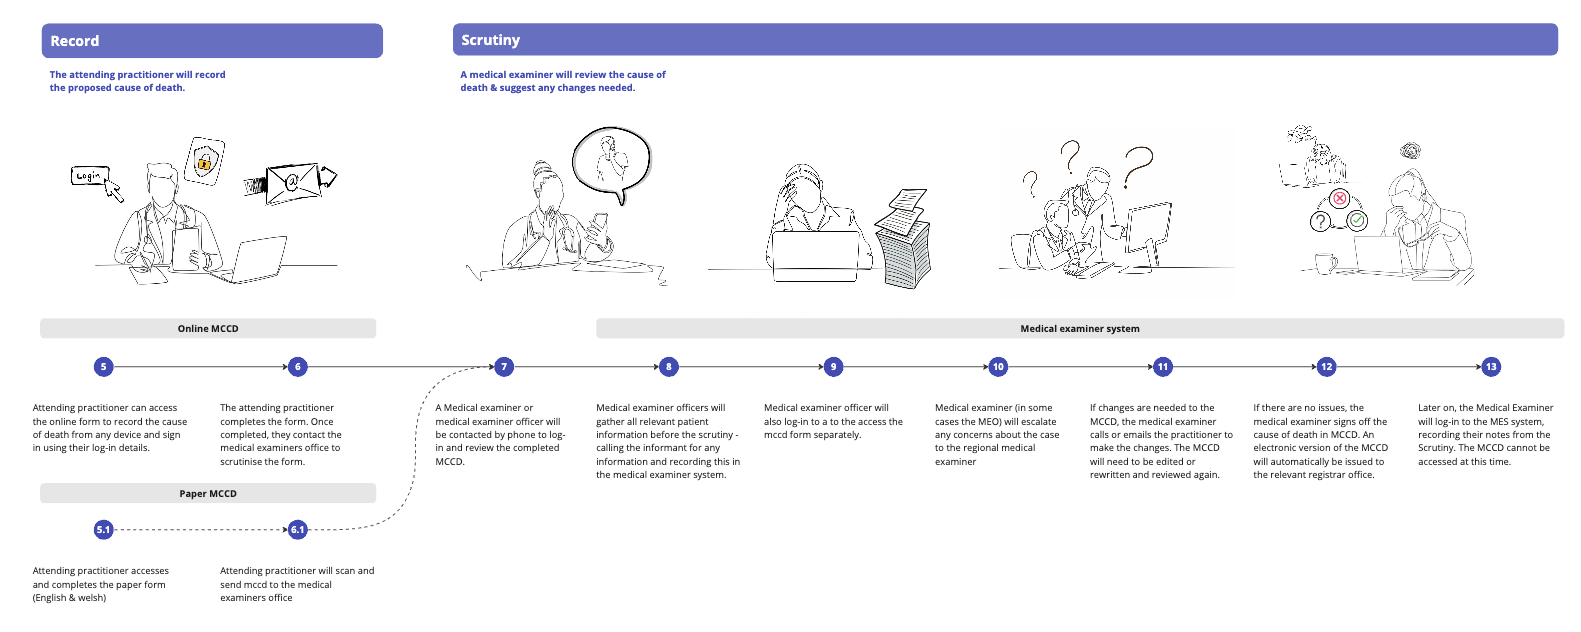 Record
The attending practitioner will record
the proposed cause of death.
Scrutiny
A medical examiner will review the cause of
death & suggest any changes needed.
Login
@
?
?
?
?
Online MCCD
Medical examiner system
5
6
7
8
9
10
11
12
13
Attending practitioner can access
the online form to record the cause
of death from any device and sign
in using their log-in details.
The attending practitioner
completes the form. Once
completed, they contact the
medical examiners office to
scrutinise the form.
A Medical examiner or
medical examiner officer will
be contacted by phone to log-
in and review the completed
MCCD.
Medical examiner officers will
gather all relevant patient
information before the scrutiny -
calling the informant for any
information and recording this in
the medical examiner system.
Medical examiner officer will
also log-in to a to the access the
mccd form separately.
Medical examiner (in some
cases the MEO) will escalate
any concerns about the case
to the regional medical
examiner
If changes are needed to the
MCCD, the medical examiner
calls or emails the practitioner to
make the changes. The MCCD
will need to be edited or
rewritten and reviewed again.
If there are no issues, the
medical examiner signs off the
cause of death in MCCD. An
electronic version of the MCCD
will automatically be issued to
the relevant registrar office.
Later on, the Medical Examiner
will log-in to the MES system,
recording their notes from the
Scrutiny. The MCCD cannot be
accessed at this time.
Paper MCCD
5.1
6.1
Attending practitioner accesses
and completes the paper form
(English & welsh)
Attending practitioner will scan and
send mccd to the medical
examiners office